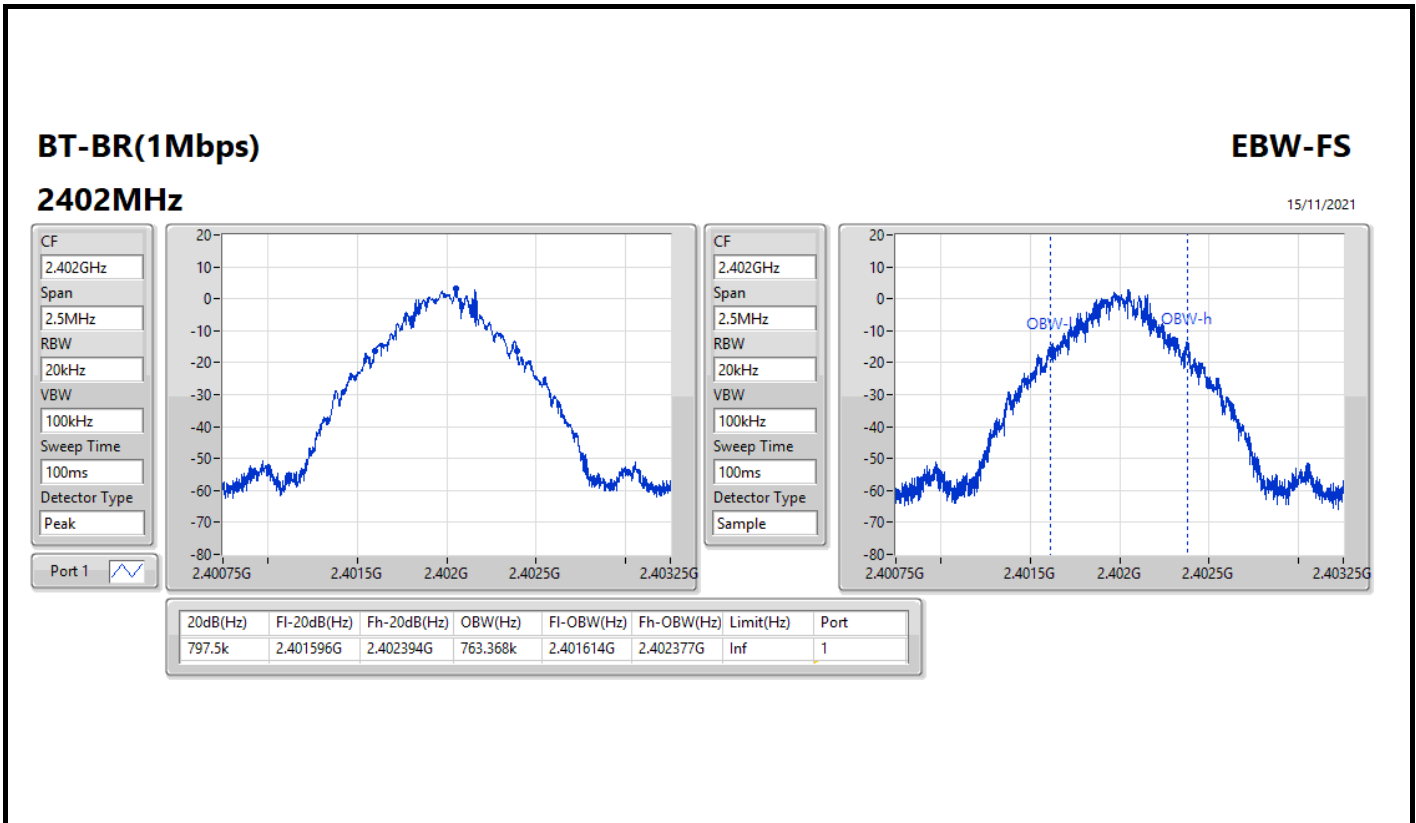 BT-BR(1Mbps)
EBW-FS
2402MHz
15/11/2021
CF
2.402GHz
Span
2.5MHz
RBW
20kHz
VBW
100kHz
Sweep Time
100ms
Detector Type
Peak
Port 1
20
10
0
-10
-20
-30
-40
-50
-60
-70
-80
2.40075G 2.4015G 2.402G 2.4025G 2.40325G
CF
2.402GHz
Span
2.5MHz
RBW
20kHz
VBW
100kHz
Sweep Time
100ms
Detector Type
Sample
20
10
0
-10
-20
-30
-40
-50
-60
-70
-80
OBW-l OBW-h
2.40075G 2.4015G 2.402G 2.4025G 2.40325G
20dB(Hz) Fl-20dB(Hz) Fh-20dB(Hz) OBW(Hz) Fl-OBW(Hz) Fh-OBW(Hz) Limit(Hz) Port
797.5k 2.401596G 2.402394G 763.368k 2.401614G 2.402377G Inf 1